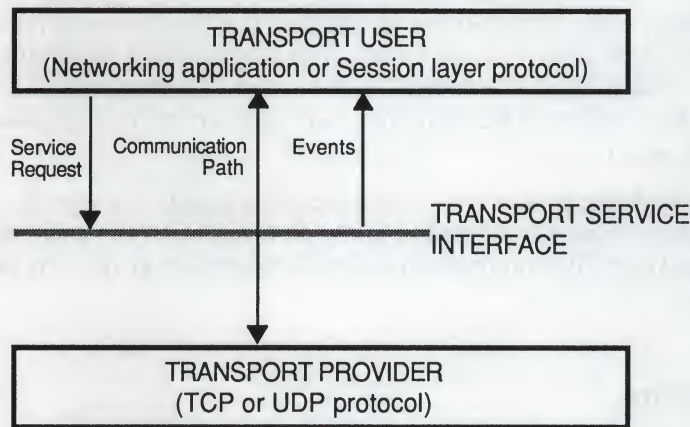 TRANSPORT USER
(Networking application or Session layer protocol)
Service
Request
Communication
Path
Events
TRANSPORT SERVICE
INTERFACE
TRANSPORT PROVIDER
(TCP or UDP protocol)